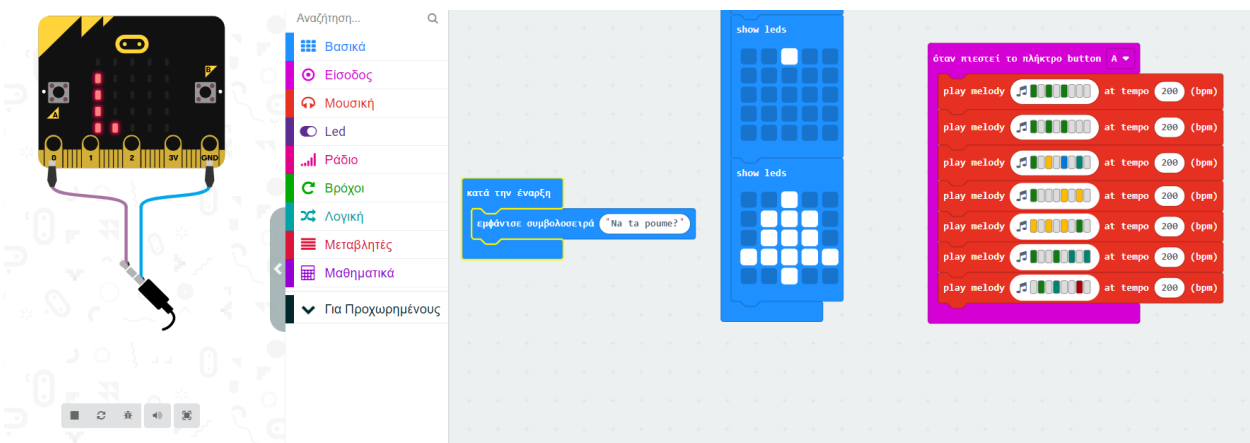 B
A
0 1 2 3V GND
Αναζήτηση...
Βασικά
Είσοδος
Μουσική
Led
Ράδιο
Βρόχοι
Λογική
Μεταβλητές
Μαθηματικά
Για Προχωρημένους
κατά την έναρξη
εμφάνισε συμβολοσειρά "Na ta poume?"
show leds
show leds
όταν πιεστεί το πλήκτρο button A
play melody at tempo 200 (bpm)
play melody at tempo 200 (bpm)
play melody at tempo 200 (bpm)
play melody at tempo 200 (bpm)
play melody at tempo 200 (bpm)
play melody at tempo 200 (bpm)
play melody at tempo 200 (bpm)